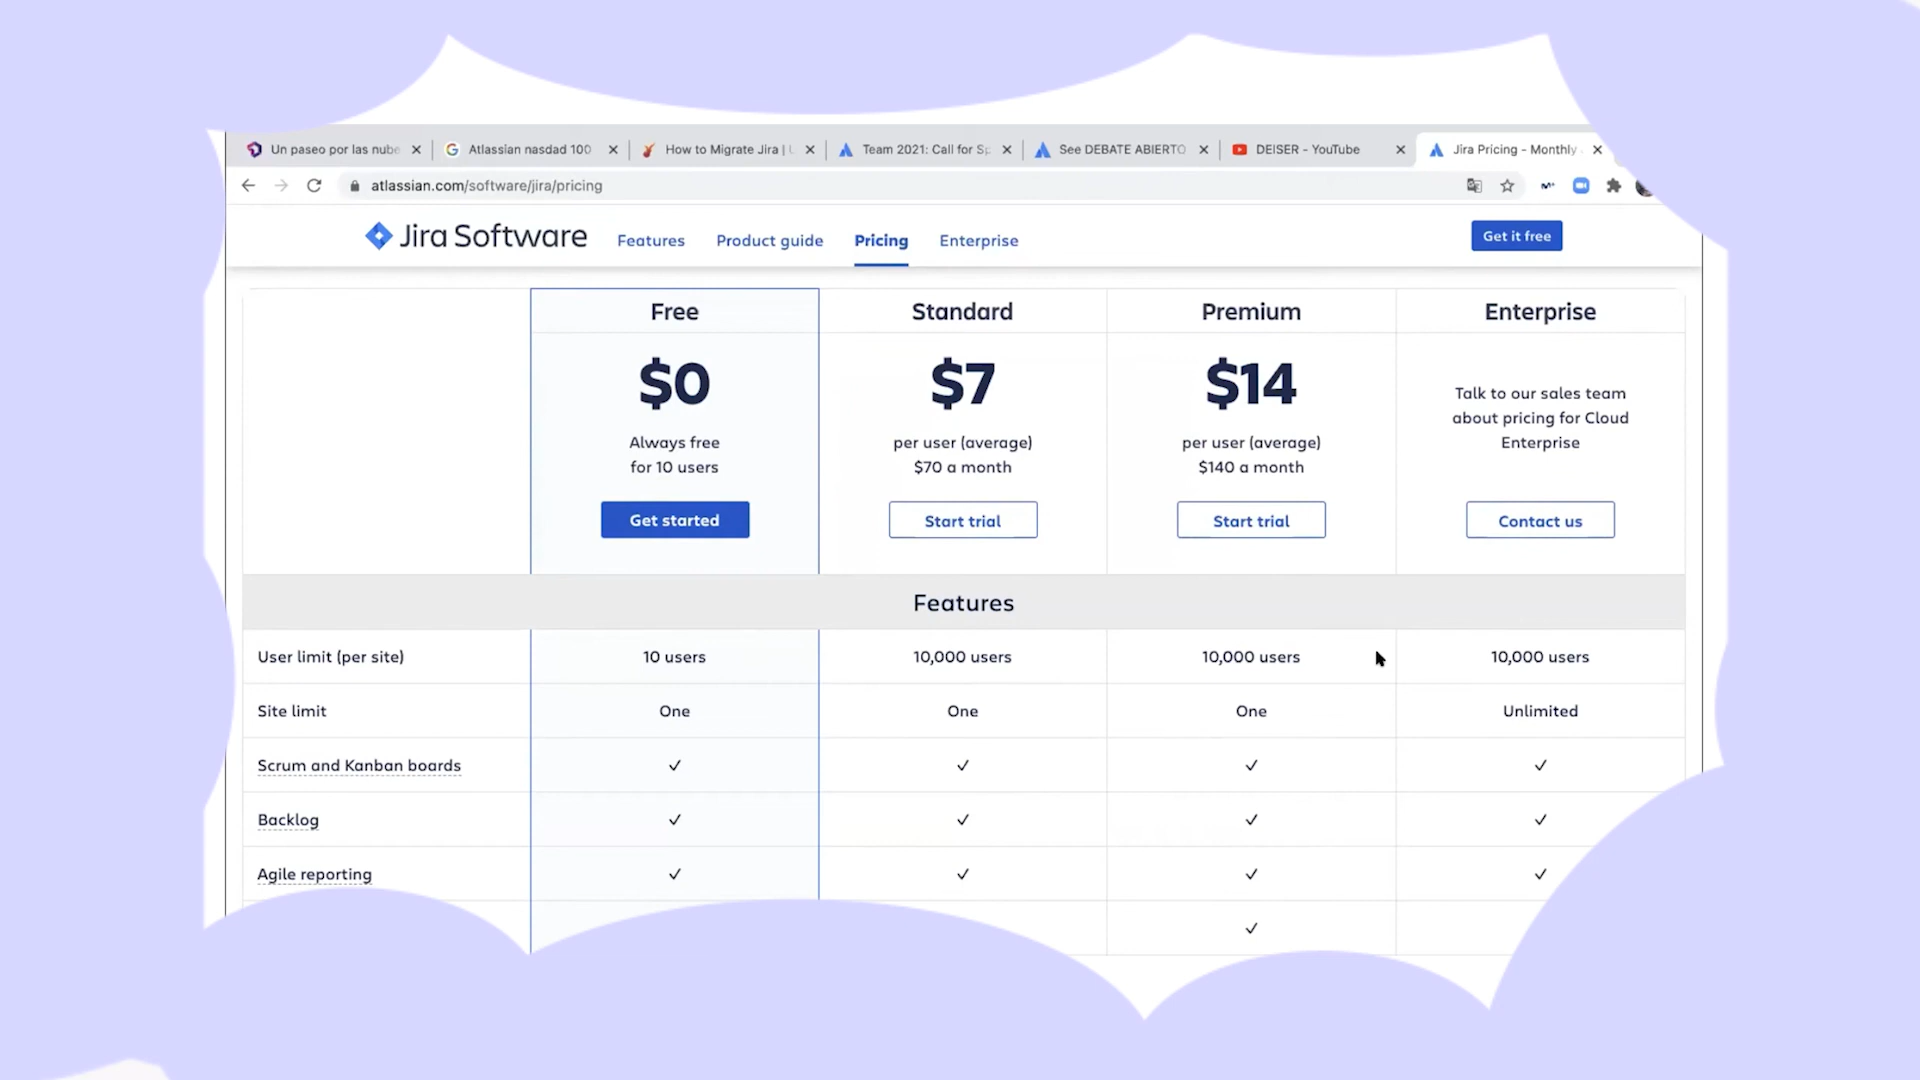 Un paseo por las nube
Atlassian nasdad 100
How to Migrate Jira |
Team 2021: Call for Sp
See DEBATE ABIERTO
DEISER - YouTube
Jira Pricing - Monthly
atlassian.com/software/jira/pricing
Jira Software
Features
Product guide
Pricing
Enterprise
Get it free
Free
Standard
Premium
Enterprise
$0
$7
$14
Talk to our sales team
about pricing for Cloud
Enterprise
Always free
for 10 users
per user (average)
$70 a month
per user (average)
$140 a month
Get started
Start trial
Start trial
Contact us
Features
User limit (per site)
10 users
10,000 users
10,000 users
10,000 users
Site limit
One
One
One
Unlimited
Scrum and Kanban boards
Backlog
Agile reporting